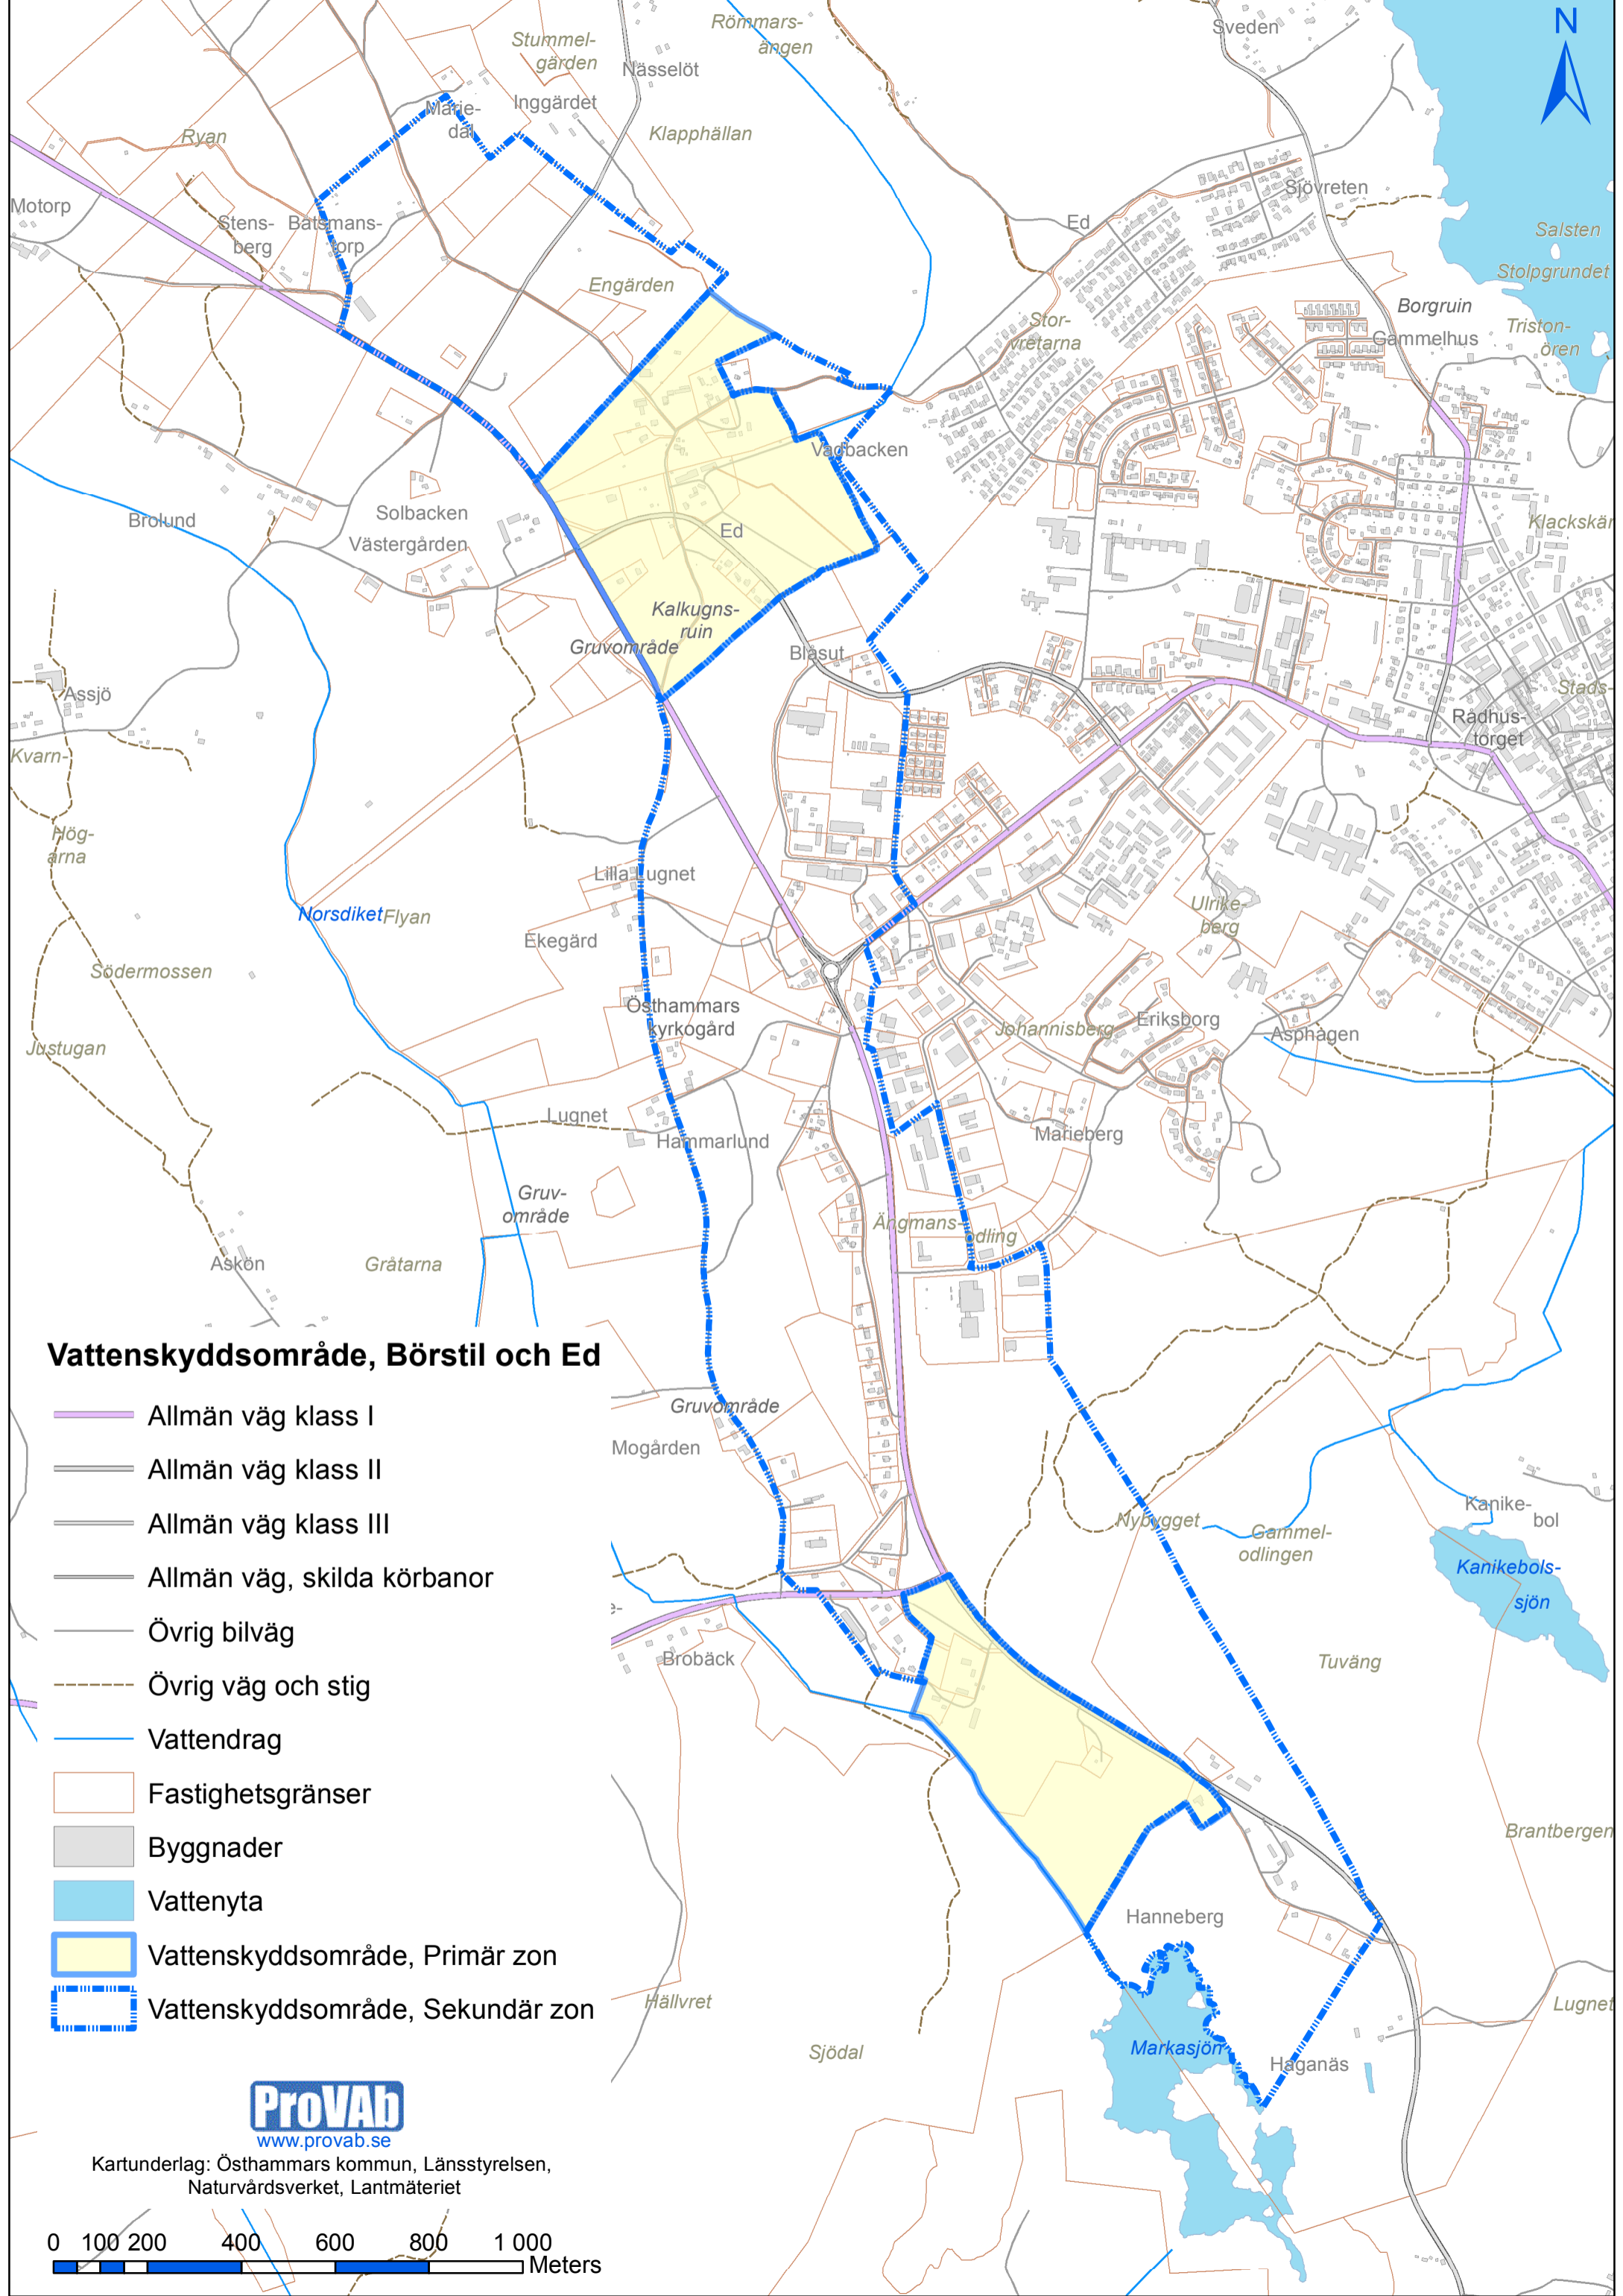 N
Römmars-
ängen
Sveden
Stummel-
gärden
Nässelöt
Marie-
dal
Inggärdet
Klapphällan
Ryan
Motorp
Stens-
berg
Båtsmans-
torp
Ed
Sjövreten
Salsten
Stolpgrundet
Engärden
Stor-
vretarna
Borgruin
Gammelhus
Triston-
ören
Vadbacken
Brolund
Solbacken
Västergården
Ed
Klackskär
Kalkugns-
ruin
Gruvområde
Blåsut
Assjö
Stads-
Rådhus-
torget
Kvarn-
Hög-
arna
Lilla Lugnet
Norsdiket
Flyan
Ekegärd
Ulrike-
berg
Södermossen
Östhammars
kyrkogård
Johannisberg
Eriksborg
Asphagen
Justugan
Lugnet
Hammarlund
Marieberg
Gruv-
område
Ängmans-
odling
Askön
Gråtarna
Vattenskyddsområde, Börstil och Ed
Allmän väg klass I
Allmän väg klass II
Allmän väg klass III
Allmän väg, skilda körbanor
Övrig bilväg
Övrig väg och stig
Vattendrag
Fastighetsgränser
Byggnader
Vattenyta
Vattenskyddsområde, Primär zon
Vattenskyddsområde, Sekundär zon
Gruvområde
Mogården
Nybygget
Gammel-
odlingen
Kanike-
bol
Kanikebols-
sjön
e-
Brobäck
Tuväng
Brantbergen
Hanneberg
Hällvret
Lugnet
Sjödal
Markasjön
Haganäs
ProVAb
www.provab.se
Kartunderlag: Östhammars kommun, Länsstyrelsen,
Naturvårdsverket, Lantmäteriet
0 100 200 400 600 800 1 000
Meters